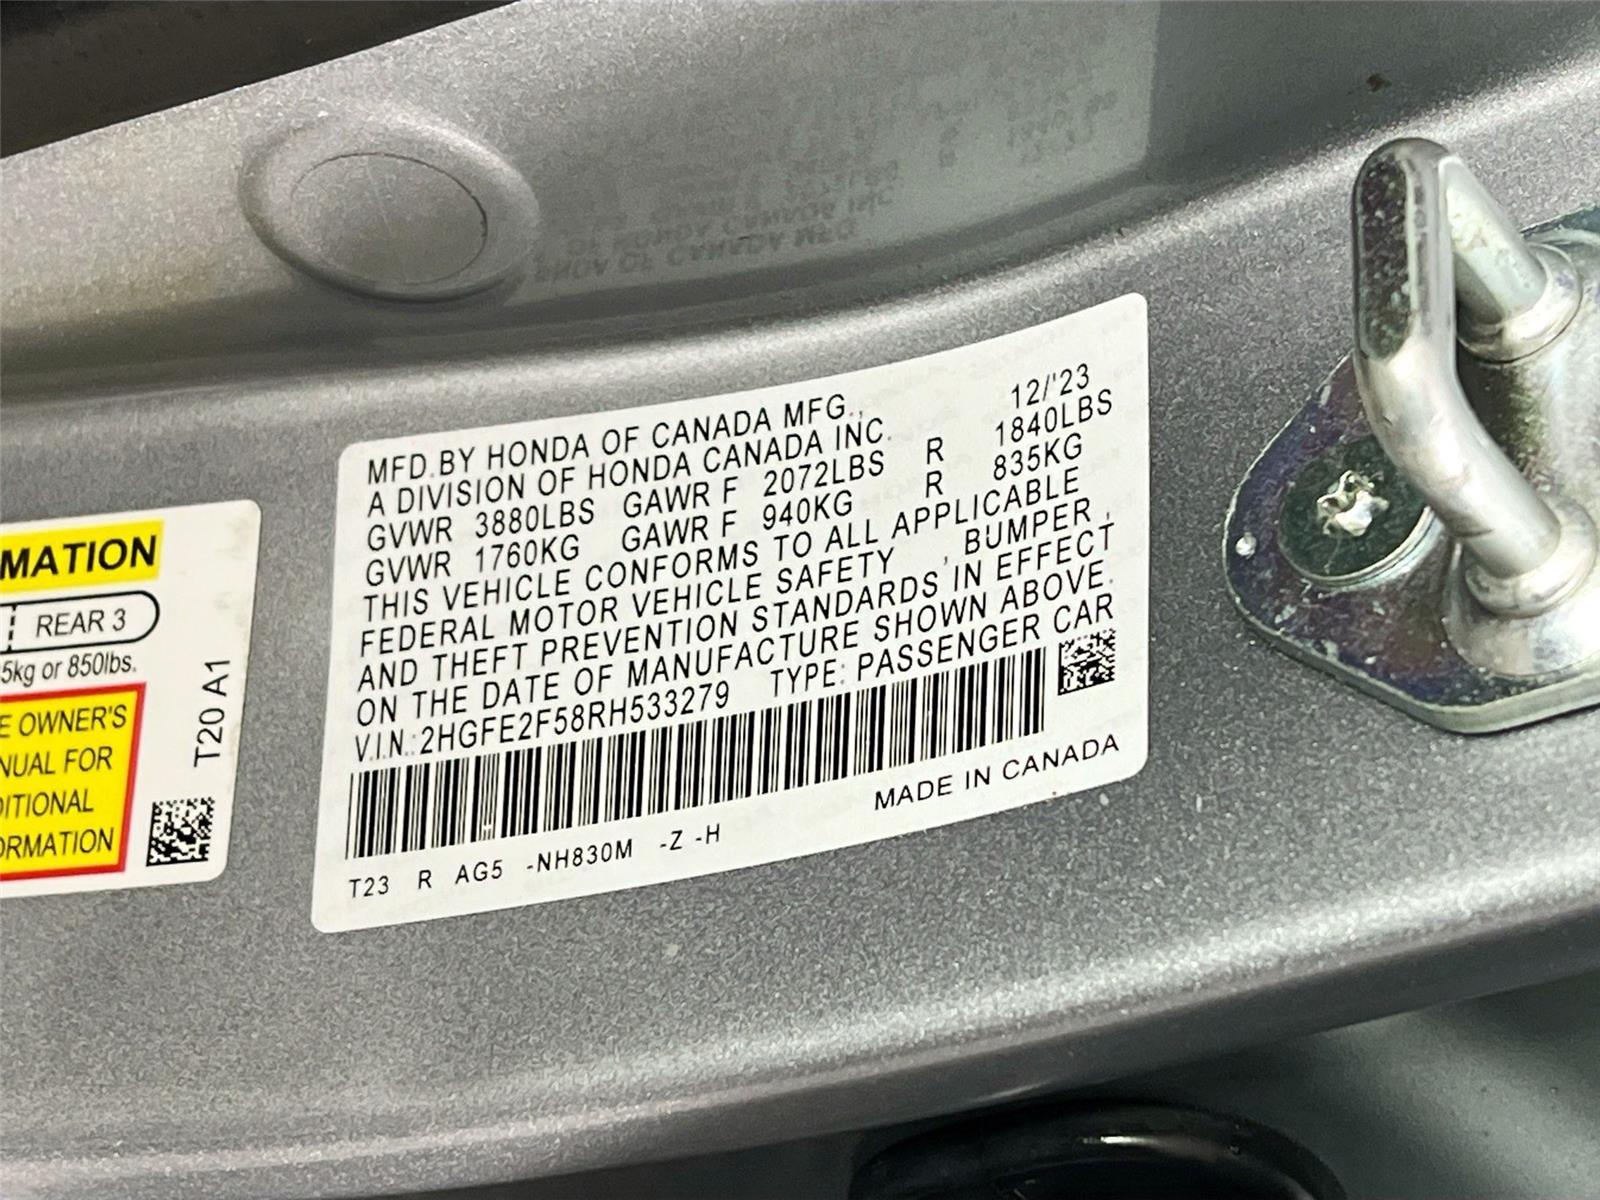 MATION
REAR 3
5kg or 850lbs.
E OWNER'S
NUAL FOR
DITIONAL
ORMATION
T20 A1
MFD.BY HONDA OF CANADA MFG., 12/'23
A DIVISION OF HONDA CANADA INC.
GVWR 3880LBS GAWR F 2072LBS R 1840LBS
GVWR 1760KG GAWR F 940KG R 835KG
THIS VEHICLE CONFORMS TO ALL APPLICABLE
FEDERAL MOTOR VEHICLE SAFETY , BUMPER ,
AND THEFT PREVENTION STANDARDS IN EFFECT
ON THE DATE OF MANUFACTURE SHOWN ABOVE.
V.I.N.: 2HGFE2F58RH533279 TYPE: PASSENGER CAR
MADE IN CANADA
T23 R AG5 -NH830M -Z -H